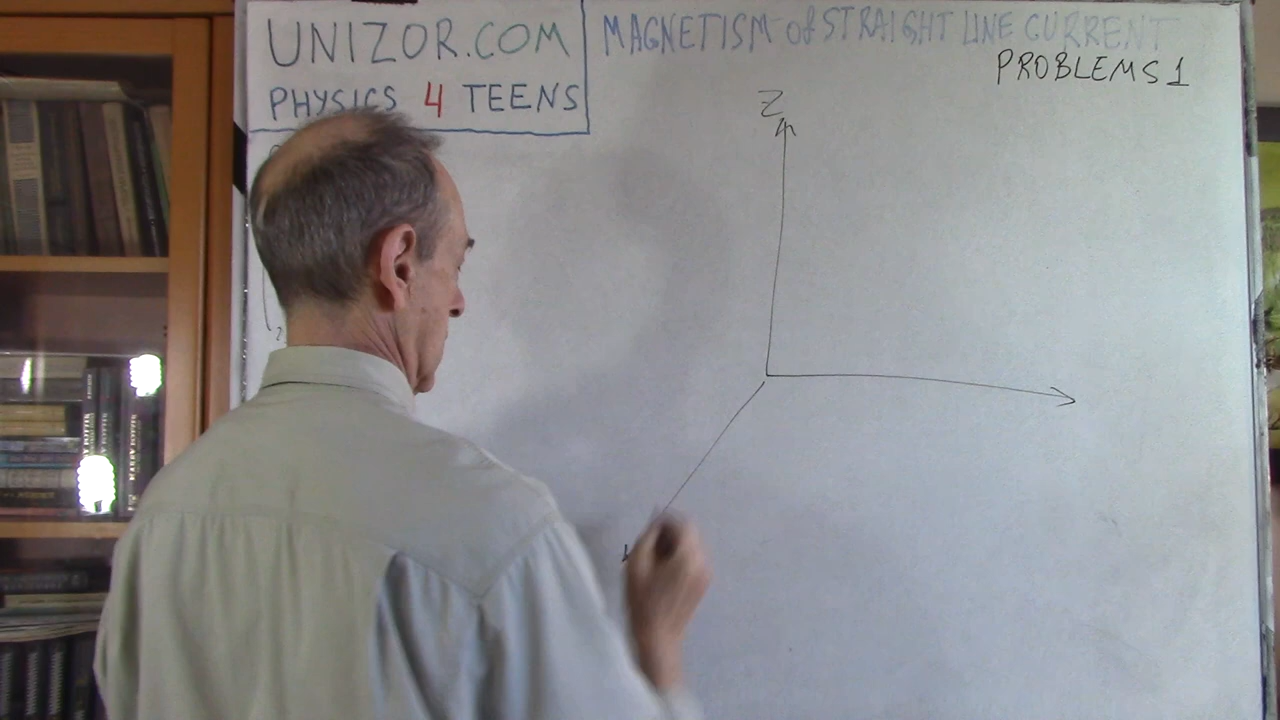 UNIZOR.COM
PHYSICS 4 TEENS
MAGNETISM of STRAIGHT LINE CURRENT
PROBLEMS 1
Z